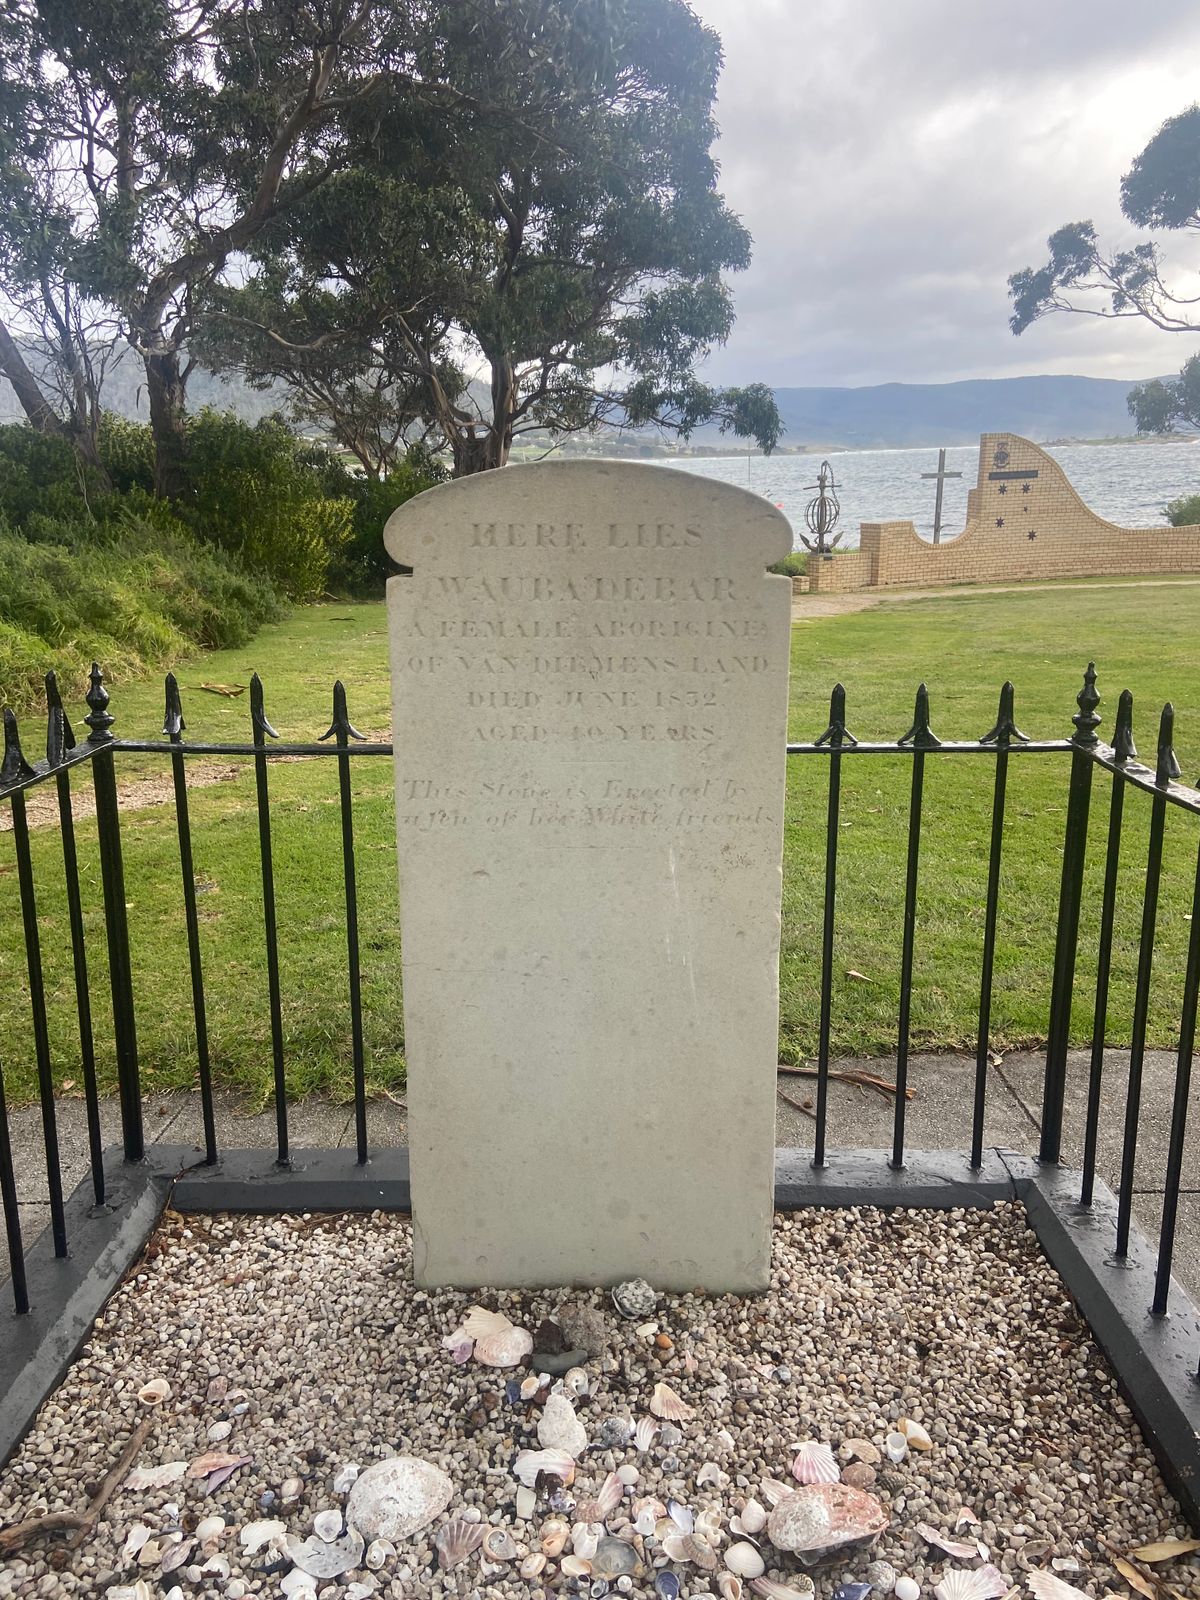 HERE LIES
WAUBADEBAR.
A FEMALE ABORIGINE
OF VAN DIEMENS LAND
DIED JUNE 1832.
AGED 40 YEARS.
This Stone is Erected by
a few of her White friends.